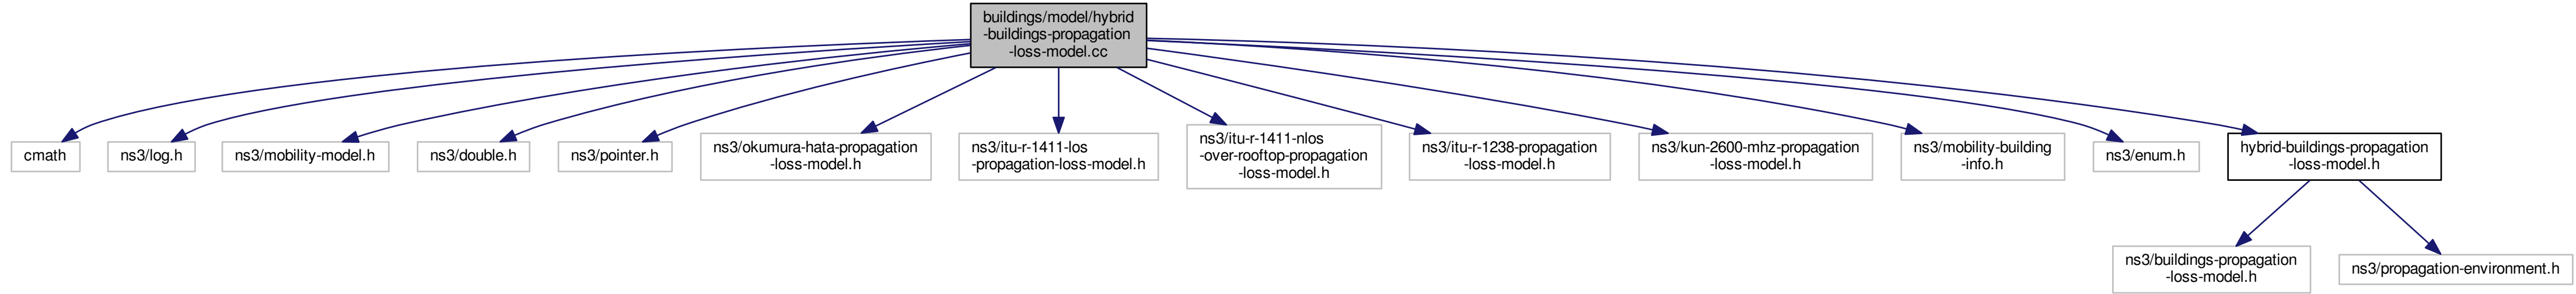 buildings/model/hybrid
-buildings-propagation
-loss-model.cc
cmath
ns3/log.h
ns3/mobility-model.h
ns3/double.h
ns3/pointer.h
ns3/okumura-hata-propagation
-loss-model.h
ns3/itu-r-1411-los
-propagation-loss-model.h
ns3/itu-r-1411-nlos
-over-rooftop-propagation
-loss-model.h
ns3/itu-r-1238-propagation
-loss-model.h
ns3/kun-2600-mhz-propagation
-loss-model.h
ns3/mobility-building
-info.h
ns3/enum.h
hybrid-buildings-propagation
-loss-model.h
ns3/buildings-propagation
-loss-model.h
ns3/propagation-environment.h